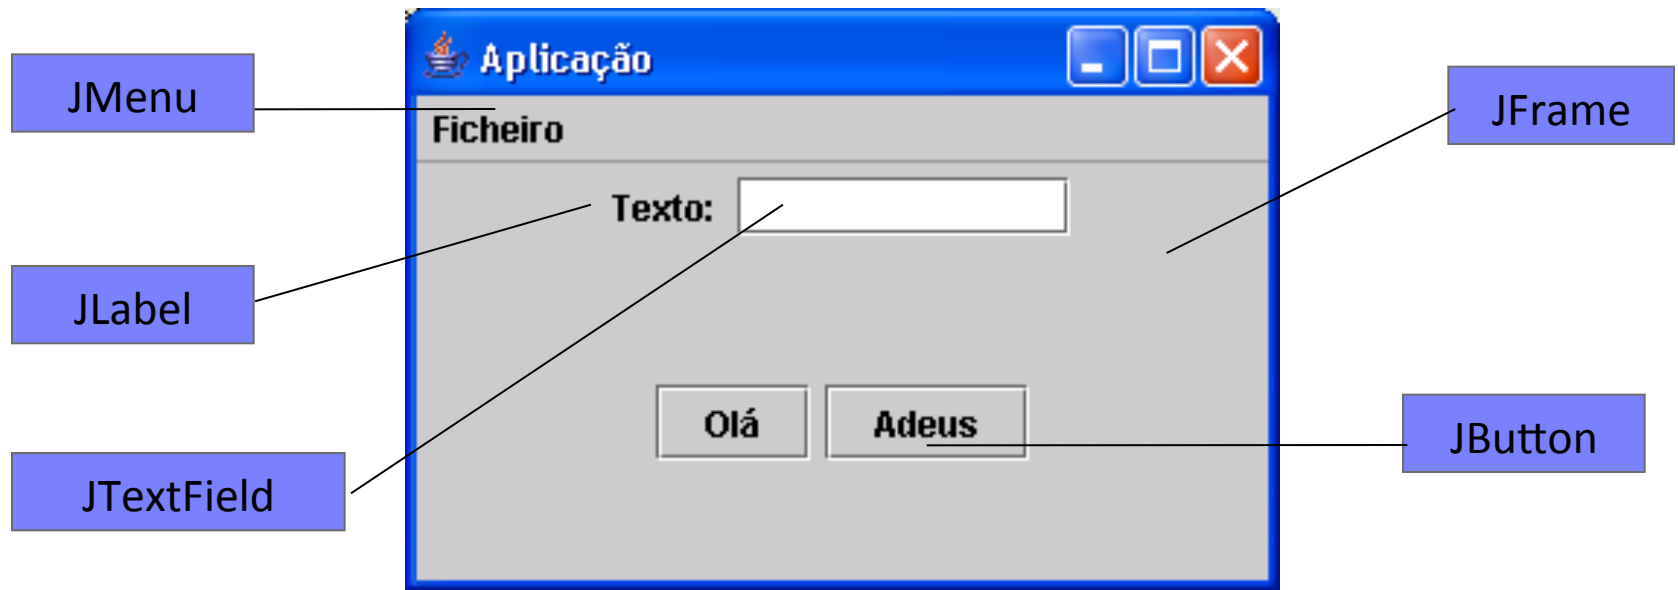 Aplicação
JMenu
JFrame
Ficheiro
Texto:
JLabel
Olá
Adeus
JButton
JTextField